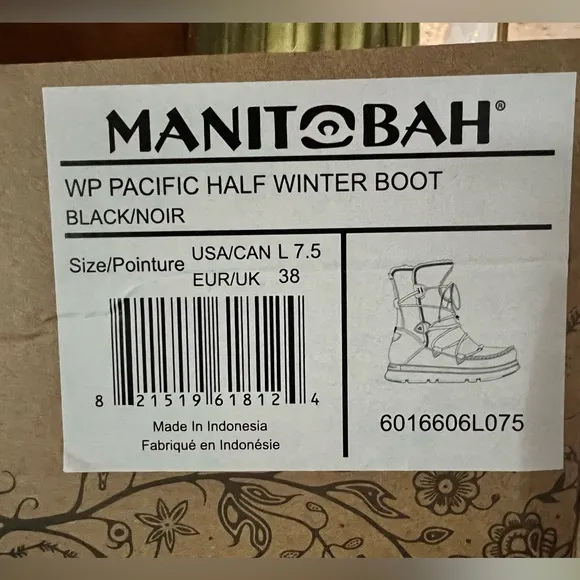 MANITOBAH®
WP PACIFIC HALF WINTER BOOT
BLACK/NOIR
Size/Pointure USA/CAN L 7.5
EUR/UK 38
8 21519 61812 4
Made In Indonesia
Fabriqué en Indonésie
6016606L075